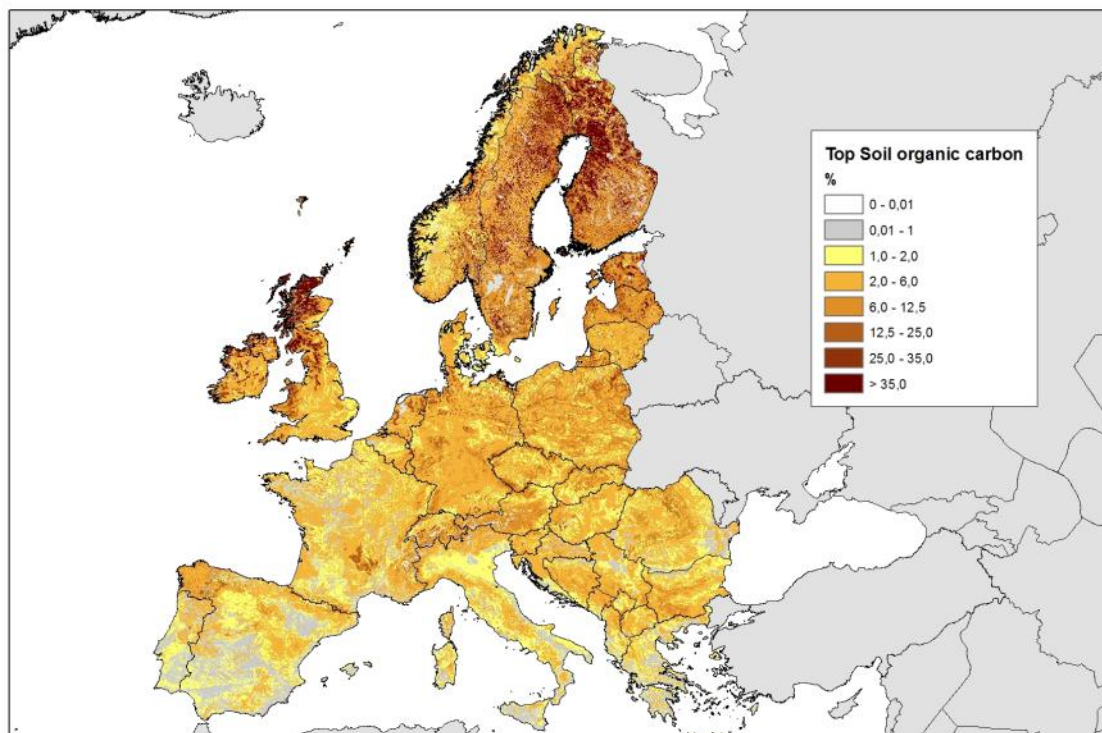 Top Soil organic carbon
%
0 - 0,01
0,01 - 1
1,0 - 2,0
2,0 - 6,0
6,0 - 12,5
12,5 - 25,0
25,0 - 35,0
> 35,0